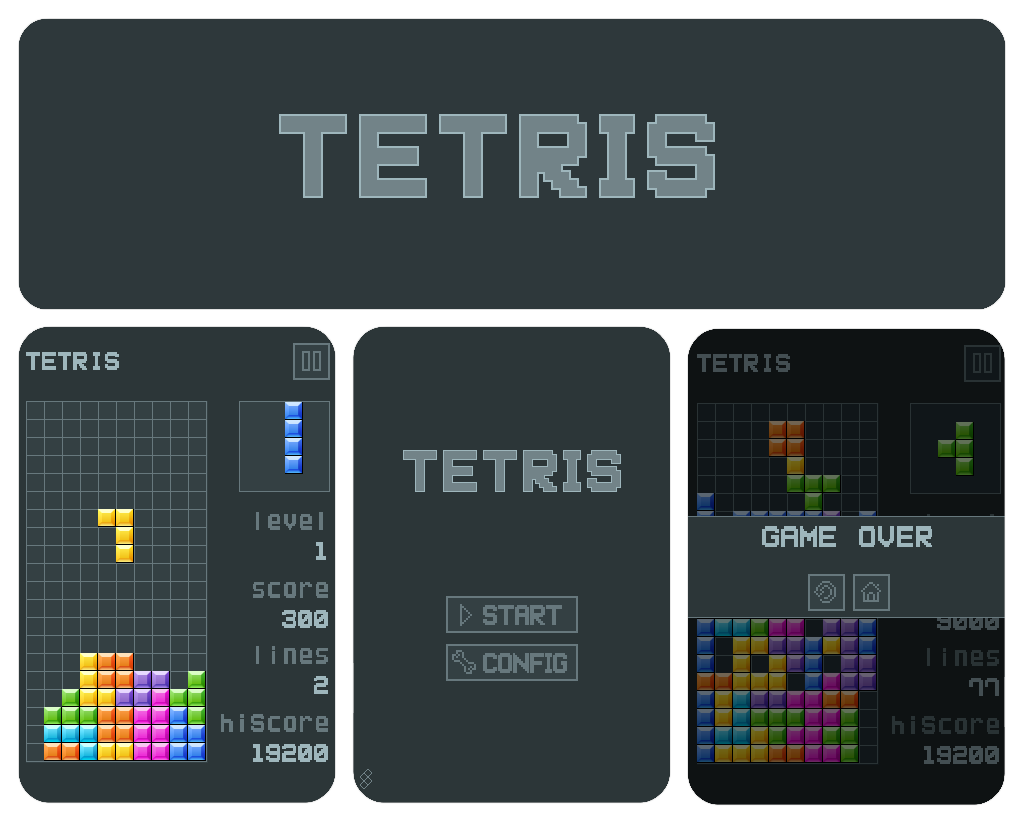 TETRIS
TETRIS
level
1
score
300
lines
2
hiScore
19200
TETRIS
START
CONFIG
TETRIS
GAME OVER
9000
lines
77
hiScore
19200